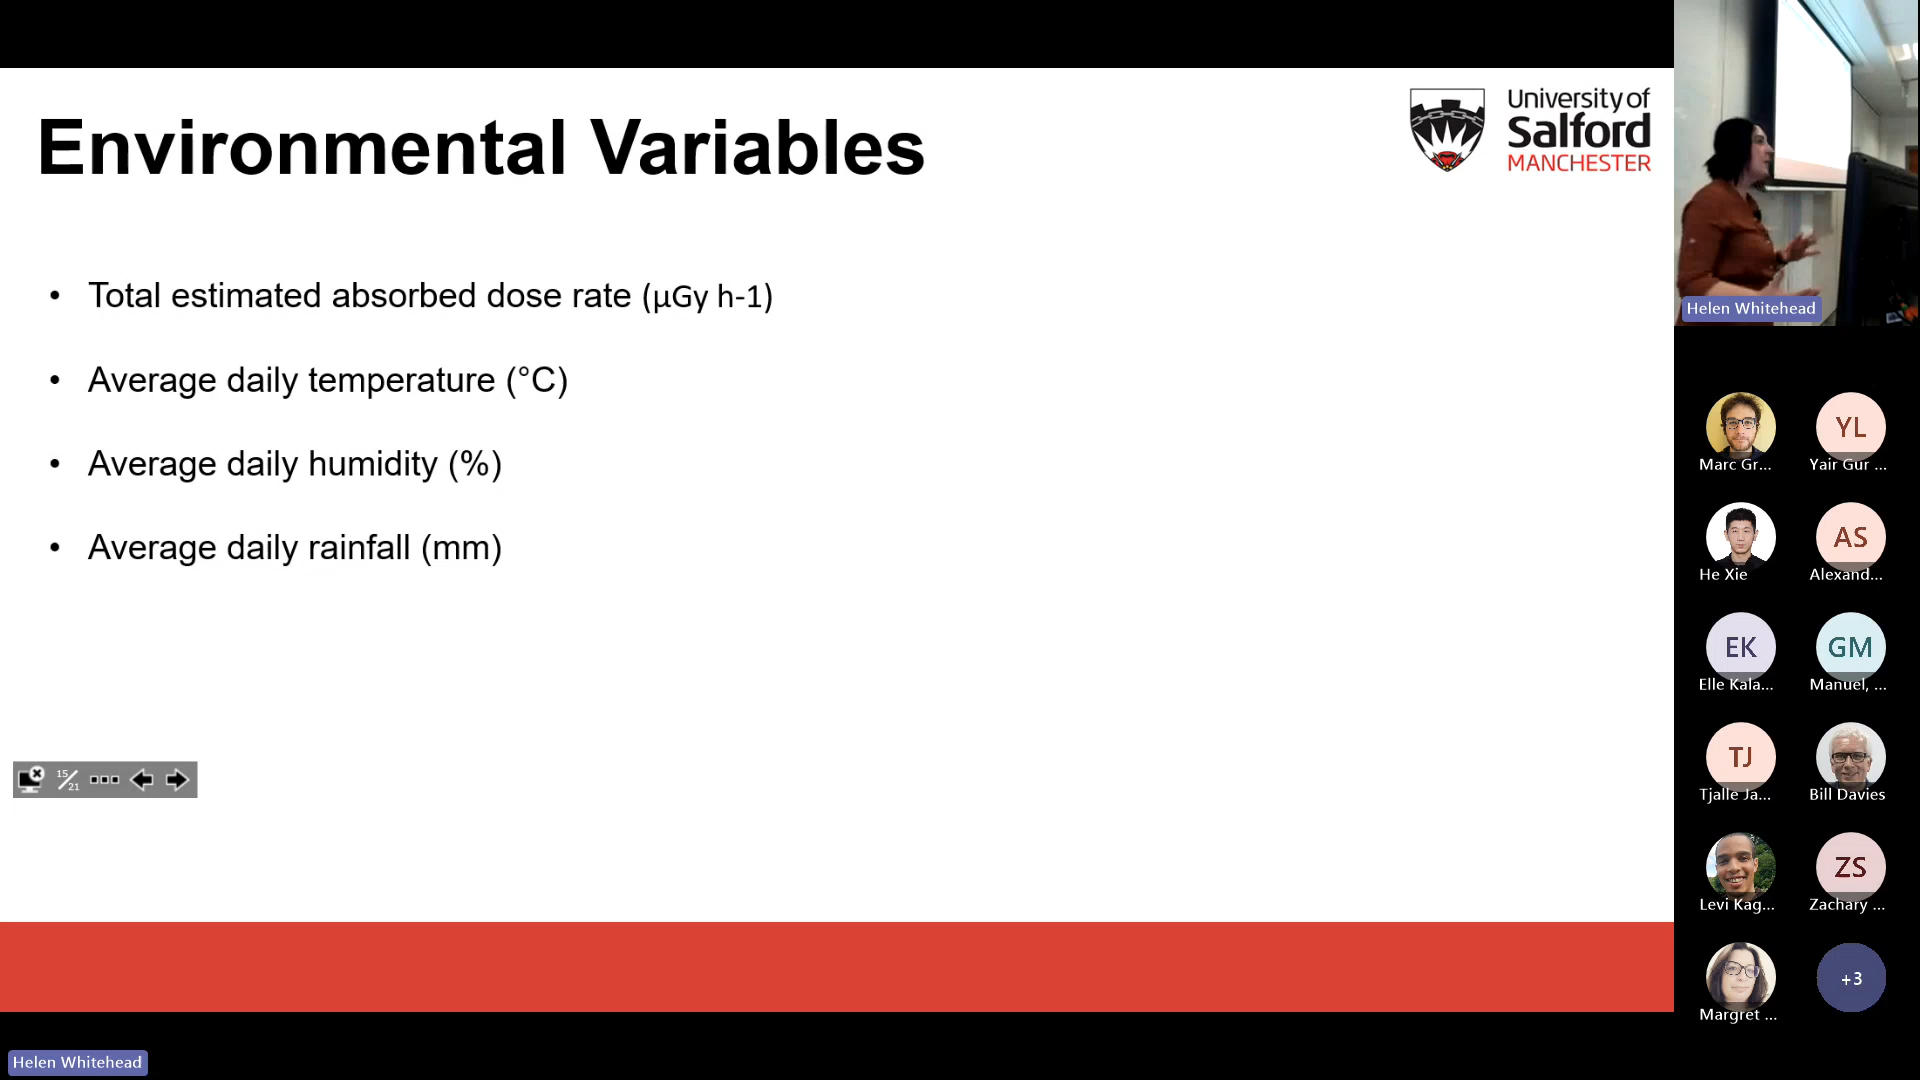 Environmental Variables
University of
Salford
MANCHESTER
• Total estimated absorbed dose rate (µGy h-1)
• Average daily temperature (°C)
• Average daily humidity (%)
• Average daily rainfall (mm)
15/21
Helen Whitehead
Helen Whitehead
Marc Gr...
YL
Yair Gur ...
He Xie
AS
Alexand...
EK
Elle Kala...
GM
Manuel, ...
TJ
Tjalle Ja...
Bill Davies
Levi Kag...
ZS
Zachary ...
Margret ...
+3